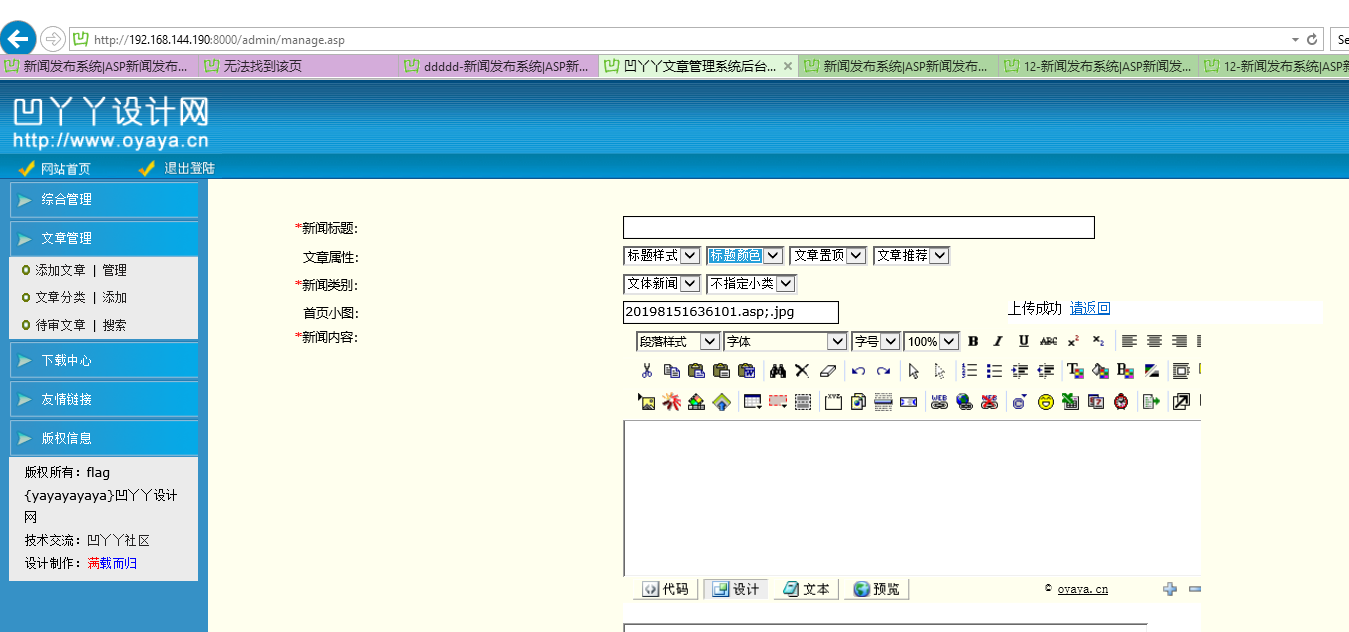 http://192.168.144.190:8000/admin/manage.asp
Se
新闻发布系统|ASP新闻发布... 无法找到该页 ddddd-新闻发布系统|ASP新... 凹丫丫文章管理系统后台... 新闻发布系统|ASP新闻发布... 12-新闻发布系统|ASP新闻发... 12-新闻发布系统|ASP新
凹丫丫设计网
http://www.oyaya.cn
网站首页 退出登陆
综合管理
文章管理
添加文章 | 管理
文章分类 | 添加
待审文章 | 搜索
下载中心
友情链接
版权信息
版权所有：flag
{yayayayaya}凹丫丫设计
网
技术交流：凹丫丫社区
设计制作：满载而归
*新闻标题:
文章属性: 标题样式 标题颜色 文章置顶 文章推荐
*新闻类别: 文体新闻 不指定小类
首页小图: 20198151636101.asp;.jpg 上传成功 请返回
*新闻内容: 段落样式 字体 字号 100% B I U ABC x² x₂
代码 设计 文本 预览 © oyaya.cn